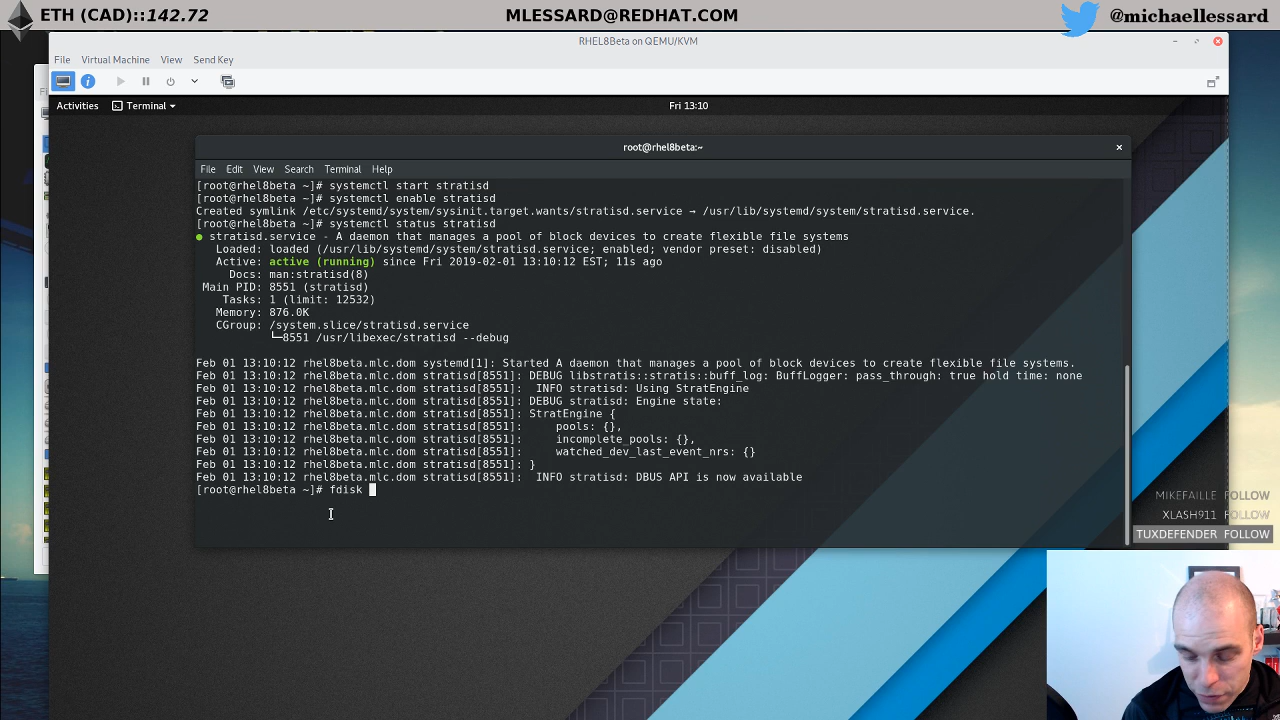 ETH (CAD)::142.72
MLESSARD@REDHAT.COM
@michaellessard
RHEL8Beta on QEMU/KVM
File Virtual Machine View Send Key
Activities Terminal Fri 13:10
root@rhel8beta:~
File Edit View Search Terminal Help
[root@rhel8beta ~]# systemctl start stratisd
[root@rhel8beta ~]# systemctl enable stratisd
Created symlink /etc/systemd/system/sysinit.target.wants/stratisd.service → /usr/lib/systemd/system/stratisd.service.
[root@rhel8beta ~]# systemctl status stratisd
● stratisd.service - A daemon that manages a pool of block devices to create flexible file systems
Loaded: loaded (/usr/lib/systemd/system/stratisd.service; enabled; vendor preset: disabled)
Active: active (running) since Fri 2019-02-01 13:10:12 EST; 11s ago
Docs: man:stratisd(8)
Main PID: 8551 (stratisd)
Tasks: 1 (limit: 12532)
Memory: 876.0K
CGroup: /system.slice/stratisd.service
└─8551 /usr/libexec/stratisd --debug
Feb 01 13:10:12 rhel8beta.mlc.dom systemd[1]: Started A daemon that manages a pool of block devices to create flexible file systems.
Feb 01 13:10:12 rhel8beta.mlc.dom stratisd[8551]: DEBUG libstratis::stratis::buff_log: BuffLogger: pass_through: true hold time: none
Feb 01 13:10:12 rhel8beta.mlc.dom stratisd[8551]:  INFO stratisd: Using StratEngine
Feb 01 13:10:12 rhel8beta.mlc.dom stratisd[8551]: DEBUG stratisd: Engine state:
Feb 01 13:10:12 rhel8beta.mlc.dom stratisd[8551]: StratEngine {
Feb 01 13:10:12 rhel8beta.mlc.dom stratisd[8551]:     pools: {},
Feb 01 13:10:12 rhel8beta.mlc.dom stratisd[8551]:     incomplete_pools: {},
Feb 01 13:10:12 rhel8beta.mlc.dom stratisd[8551]:     watched_dev_last_event_nrs: {}
Feb 01 13:10:12 rhel8beta.mlc.dom stratisd[8551]: }
Feb 01 13:10:12 rhel8beta.mlc.dom stratisd[8551]:  INFO stratisd: DBUS API is now available
[root@rhel8beta ~]# fdisk
MIKEFAILLE FOLLOW
XLASH911 FOLLOW
TUXDEFENDER FOLLOW